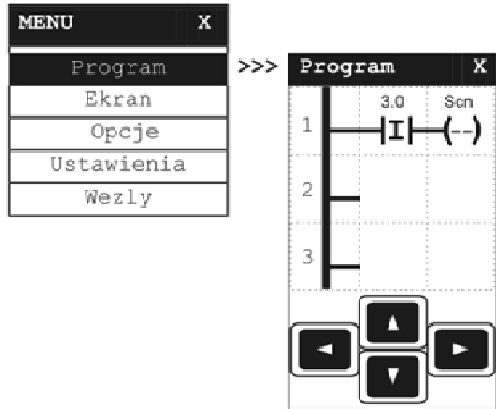 MENU X
Program
Ekran
Opcje
Ustawienia
Wezly
>>>
Program X
3.0 Scn
1 I (--)
2
3